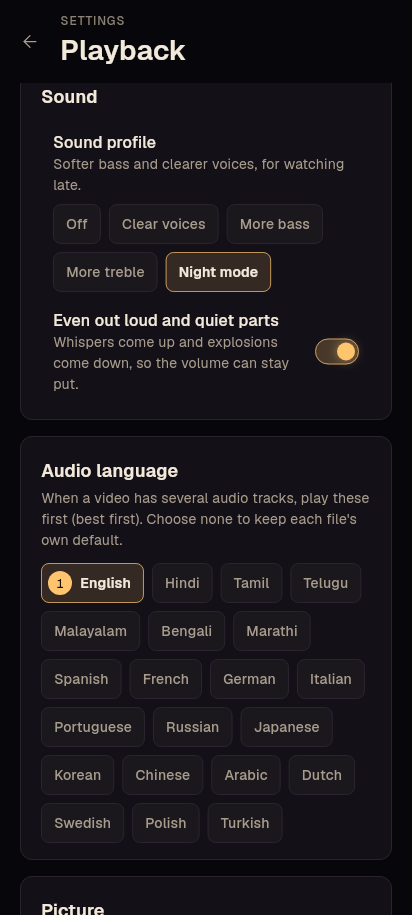 SETTINGS
Playback
Sound
Sound profile
Softer bass and clearer voices, for watching
late.
Off
Clear voices
More bass
More treble
Night mode
Even out loud and quiet parts
Whispers come up and explosions
come down, so the volume can stay
put.
Audio language
When a video has several audio tracks, play these
first (best first). Choose none to keep each file's
own default.
1 English
Hindi
Tamil
Telugu
Malayalam
Bengali
Marathi
Spanish
French
German
Italian
Portuguese
Russian
Japanese
Korean
Chinese
Arabic
Dutch
Swedish
Polish
Turkish
Picture